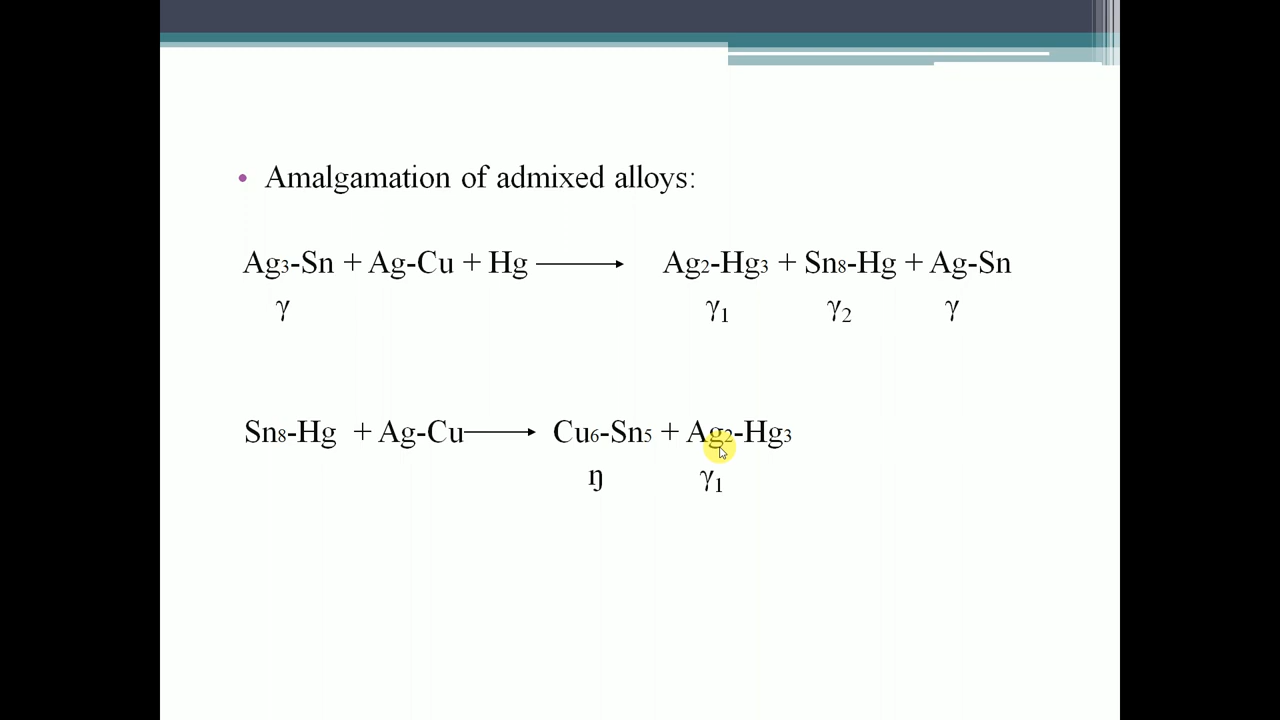 • Amalgamation of admixed alloys:
Ag₃-Sn + Ag-Cu + Hg ⟶ Ag₂-Hg₃ + Sn₈-Hg + Ag-Sn
γ γ₁ γ₂ γ
Sn₈-Hg + Ag-Cu ⟶ Cu₆-Sn₅ + Ag₂-Hg₃
ŋ γ₁